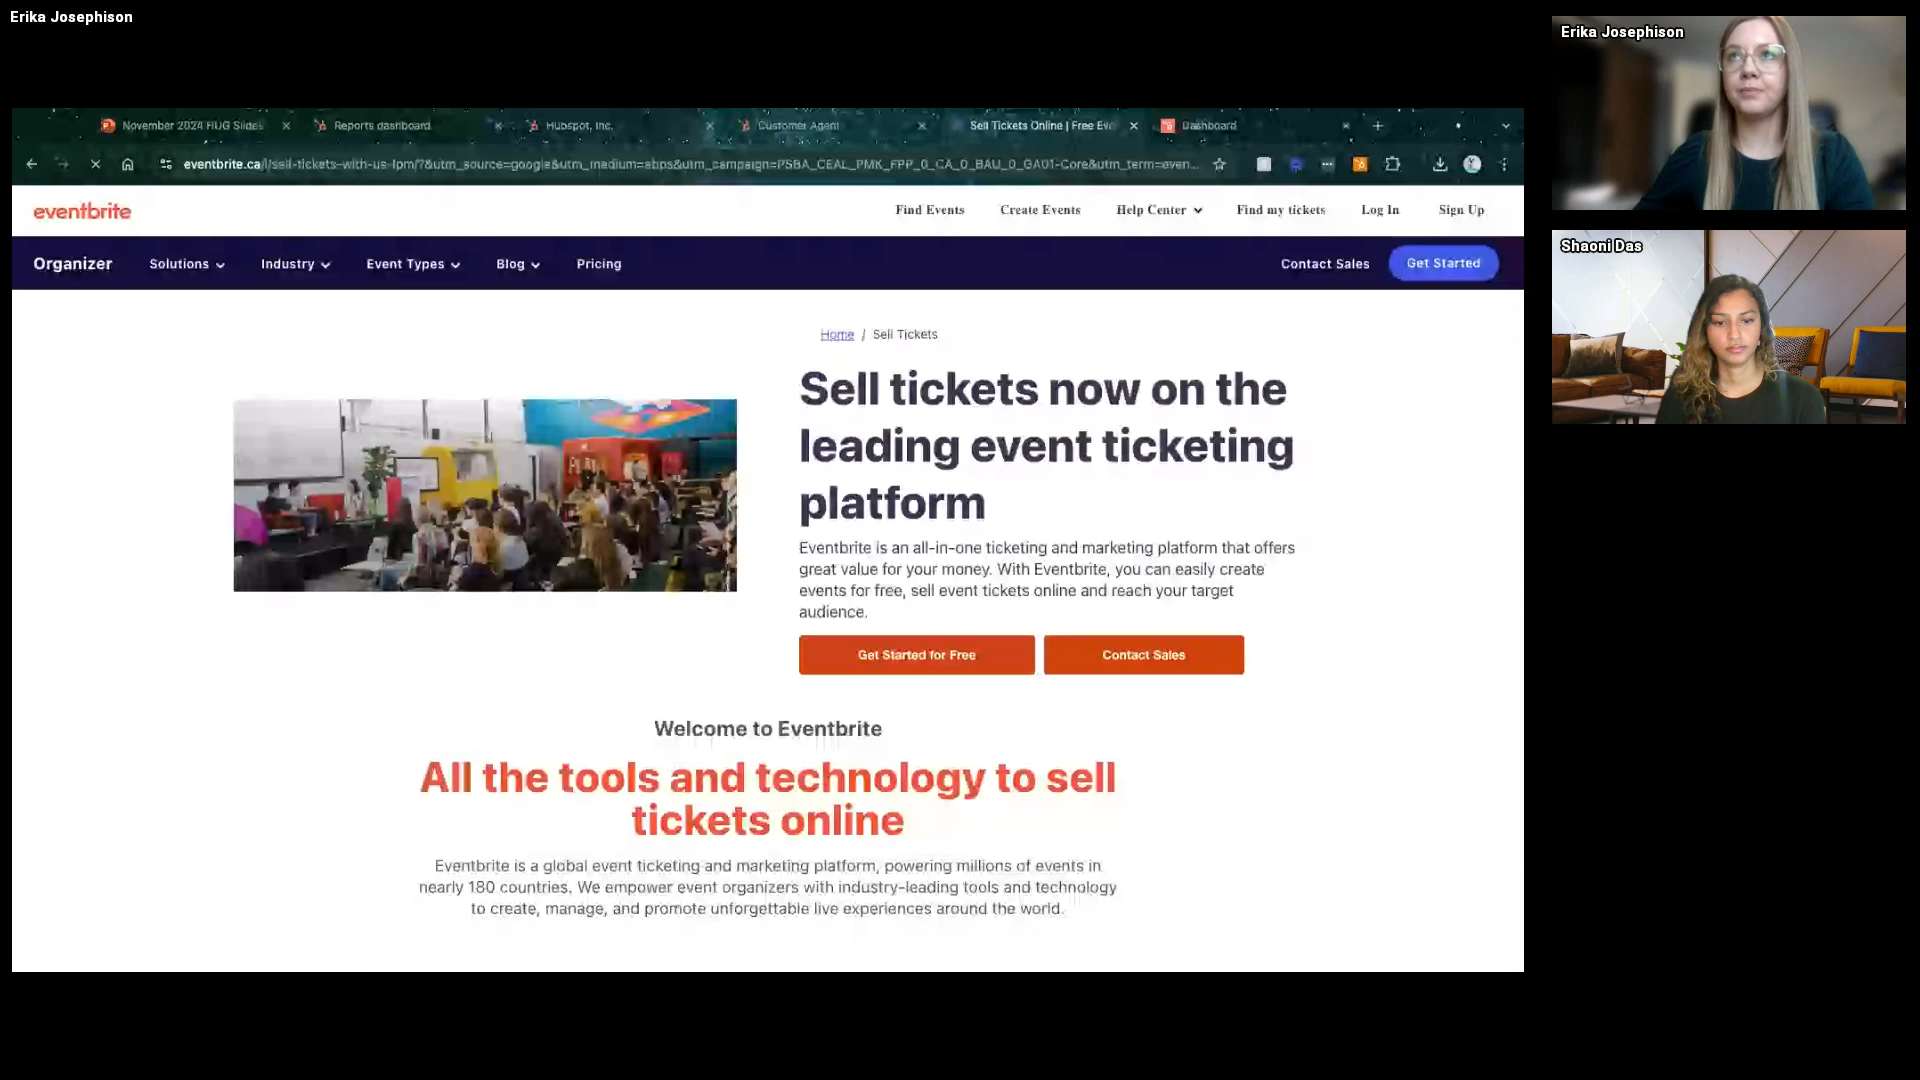 Erika Josephison
Erika Josephison
Shaoni Das
November 2024 HUG Slides
Reports dashboard
Hubspot, Inc.
Customer Agent
Sell Tickets Online | Free Eve
Dashboard
eventbrite.ca/l/sell-tickets-with-us-lpm/?&utm_source=google&utm_medium=abps&utm_campaign=PSBA_CEAL_PMK_FPP_0_CA_0_BAU_0_GA01-Core&utm_term=even...
eventbrite
Find Events
Create Events
Help Center
Find my tickets
Log In
Sign Up
Organizer
Solutions
Industry
Event Types
Blog
Pricing
Contact Sales
Get Started
Home / Sell Tickets
Sell tickets now on the
leading event ticketing
platform
Eventbrite is an all-in-one ticketing and marketing platform that offers
great value for your money. With Eventbrite, you can easily create
events for free, sell event tickets online and reach your target
audience.
Get Started for Free
Contact Sales
Welcome to Eventbrite
All the tools and technology to sell
tickets online
Eventbrite is a global event ticketing and marketing platform, powering millions of events in
nearly 180 countries. We empower event organizers with industry-leading tools and technology
to create, manage, and promote unforgettable live experiences around the world.